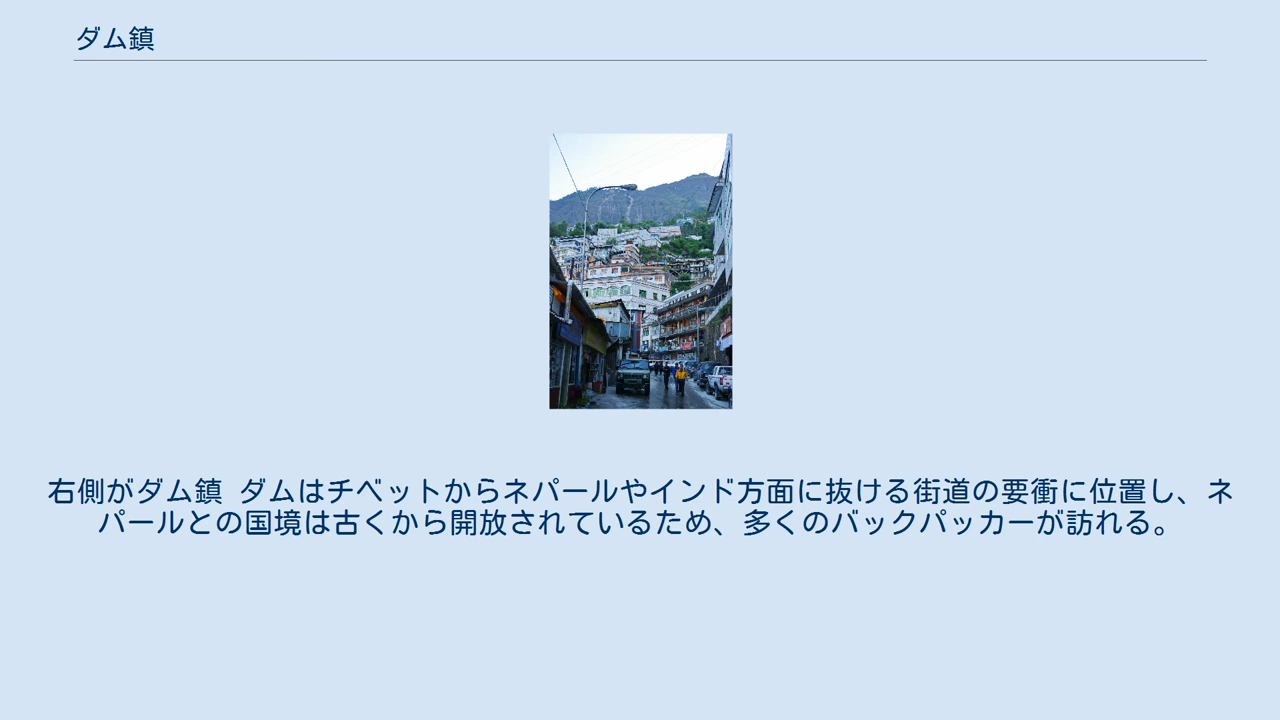 ダム鎮
右側がダム鎮 ダムはチベットからネパールやインド方面に抜ける街道の要衝に位置し、ネ
パールとの国境は古くから開放されているため、多くのバックパッカーが訪れる。